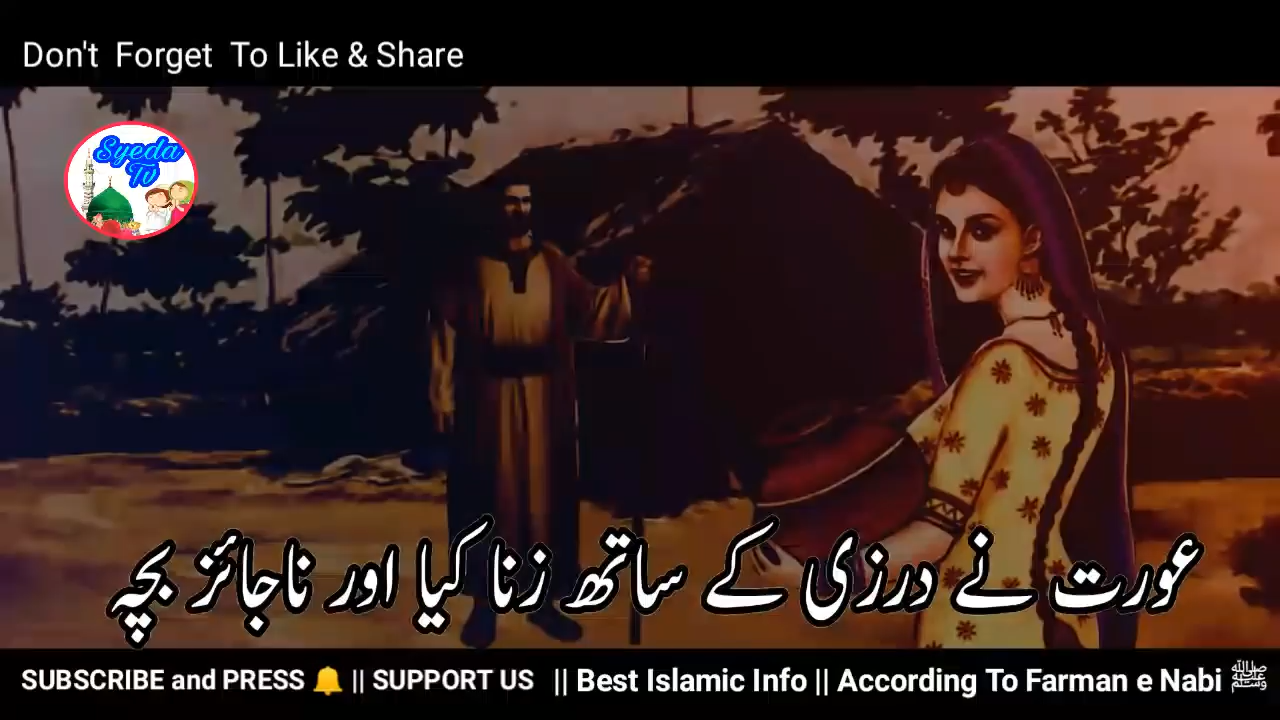 Don't Forget To Like & Share
Syeda
Tv
عورت نے درزی کے ساتھ زنا کیا اور ناجائز بچہ
SUBSCRIBE and PRESS 🔔 || SUPPORT US || Best Islamic Info || According To Farman e Nabi ﷺ